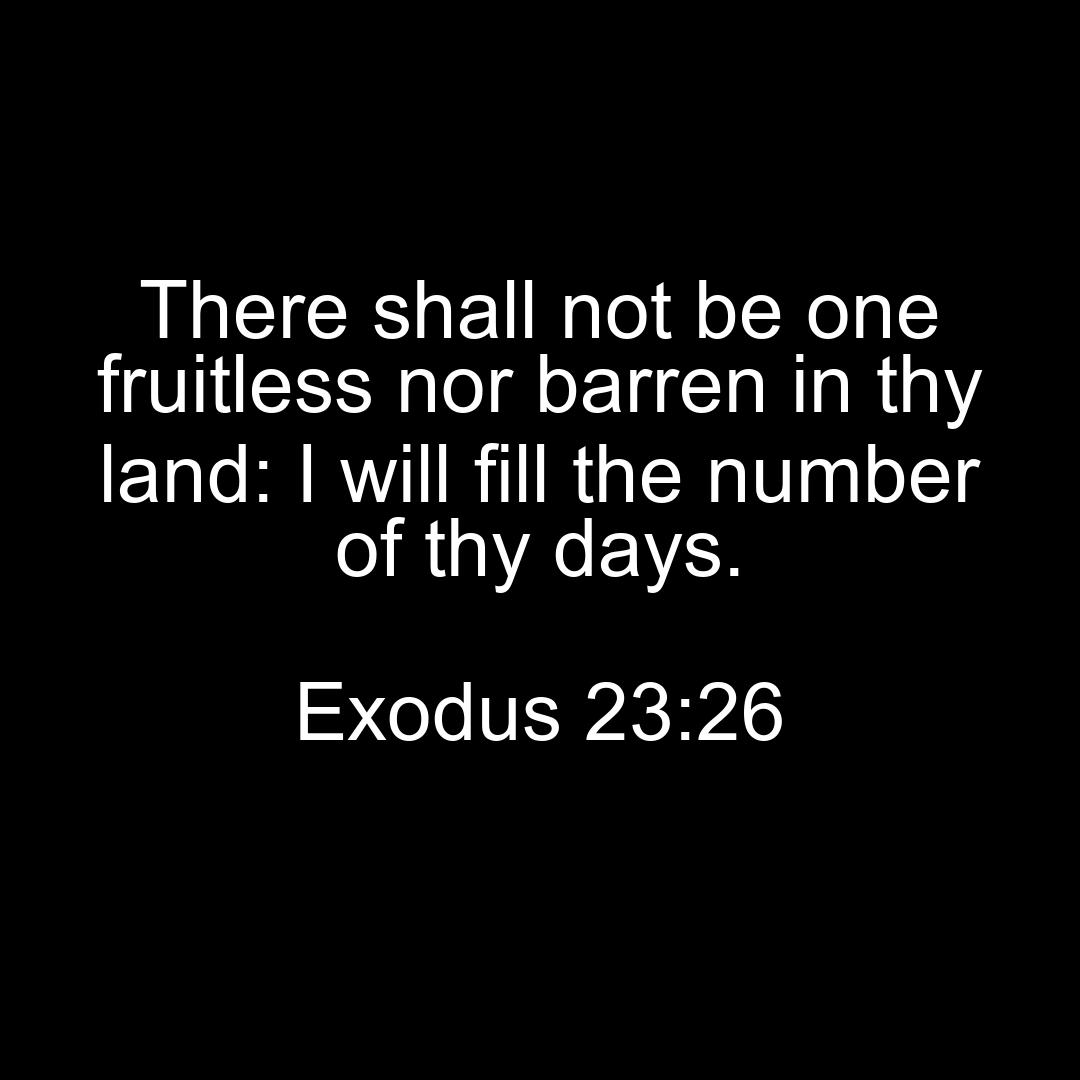 There shall not be one
fruitless nor barren in thy
land: I will fill the number
of thy days.
Exodus 23:26